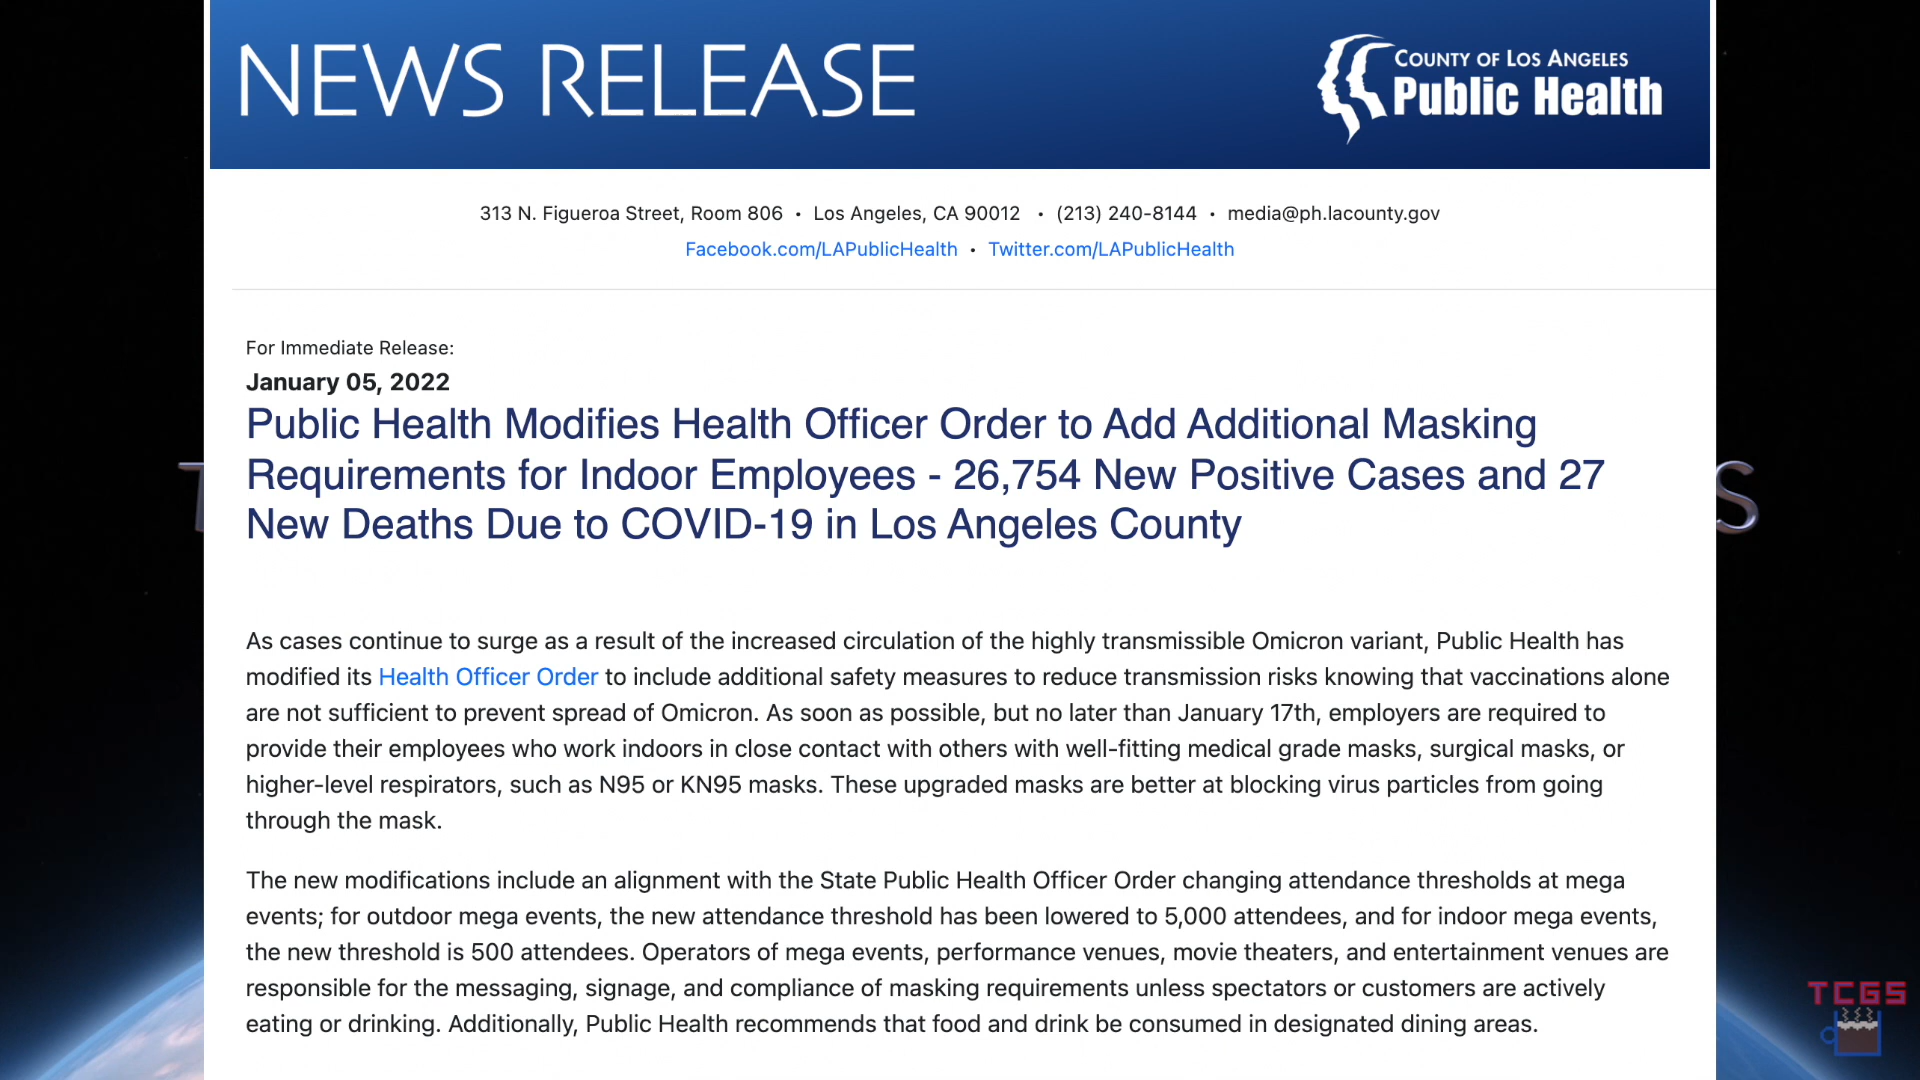 NEWS RELEASE
COUNTY OF LOS ANGELES
Public Health
313 N. Figueroa Street, Room 806 • Los Angeles, CA 90012 • (213) 240-8144 • media@ph.lacounty.gov
Facebook.com/LAPublicHealth • Twitter.com/LAPublicHealth
For Immediate Release:
January 05, 2022
Public Health Modifies Health Officer Order to Add Additional Masking
Requirements for Indoor Employees - 26,754 New Positive Cases and 27
New Deaths Due to COVID-19 in Los Angeles County
T
S
As cases continue to surge as a result of the increased circulation of the highly transmissible Omicron variant, Public Health has
modified its Health Officer Order to include additional safety measures to reduce transmission risks knowing that vaccinations alone
are not sufficient to prevent spread of Omicron. As soon as possible, but no later than January 17th, employers are required to
provide their employees who work indoors in close contact with others with well-fitting medical grade masks, surgical masks, or
higher-level respirators, such as N95 or KN95 masks. These upgraded masks are better at blocking virus particles from going
through the mask.
The new modifications include an alignment with the State Public Health Officer Order changing attendance thresholds at mega
events; for outdoor mega events, the new attendance threshold has been lowered to 5,000 attendees, and for indoor mega events,
the new threshold is 500 attendees. Operators of mega events, performance venues, movie theaters, and entertainment venues are
responsible for the messaging, signage, and compliance of masking requirements unless spectators or customers are actively
eating or drinking. Additionally, Public Health recommends that food and drink be consumed in designated dining areas.
TCGS